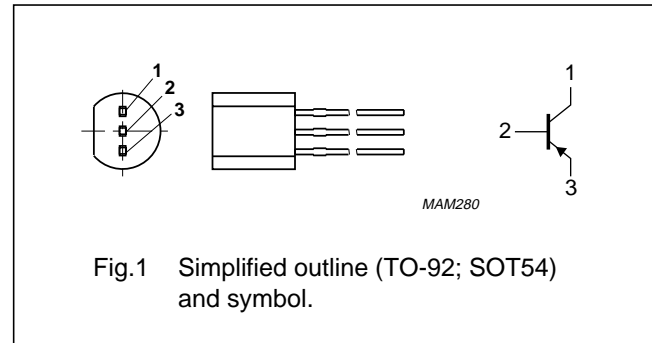 1
2
3
1
2
3
MAM280
Fig.1 Simplified outline (TO-92; SOT54)
and symbol.